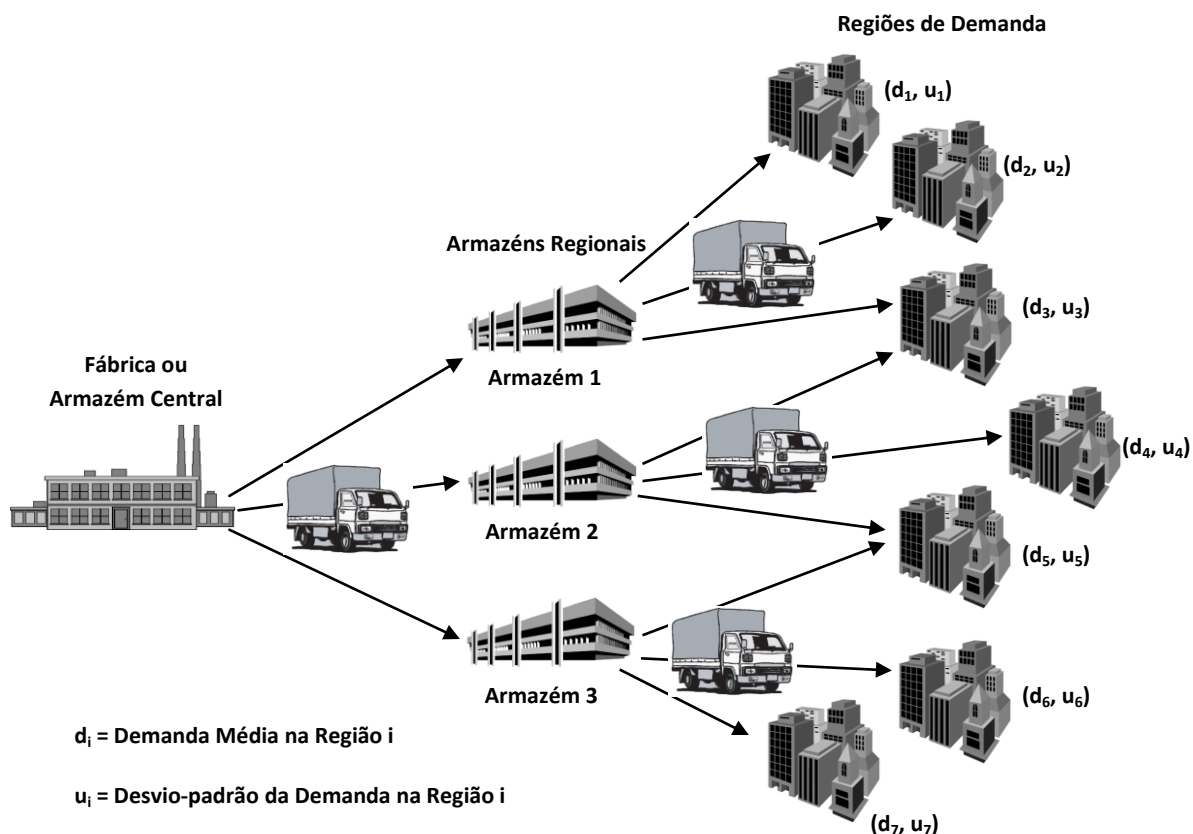 Regiões de Demanda
(d₁, u₁)
(d₂, u₂)
Armazéns Regionais
(d₃, u₃)
Fábrica ou
Armazém Central
Armazém 1
(d₄, u₄)
Armazém 2
(d₅, u₅)
Armazém 3
(d₆, u₆)
dᵢ = Demanda Média na Região i
uᵢ = Desvio-padrão da Demanda na Região i
(d₇, u₇)